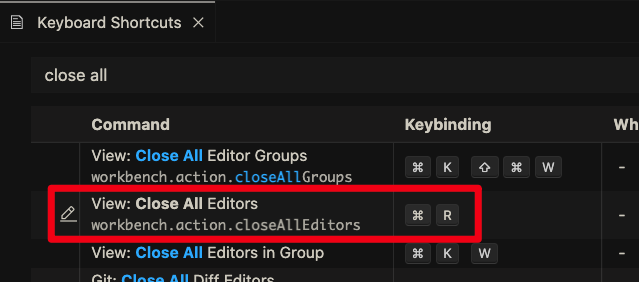 Keyboard Shortcuts
close all
Command Keybinding Wh
View: Close All Editor Groups
workbench.action.closeAllGroups
⌘ K ⇧ ⌘ W -
View: Close All Editors
workbench.action.closeAllEditors
⌘ R -
View: Close All Editors in Group ⌘ K W -
Git: Close All Diff Editors